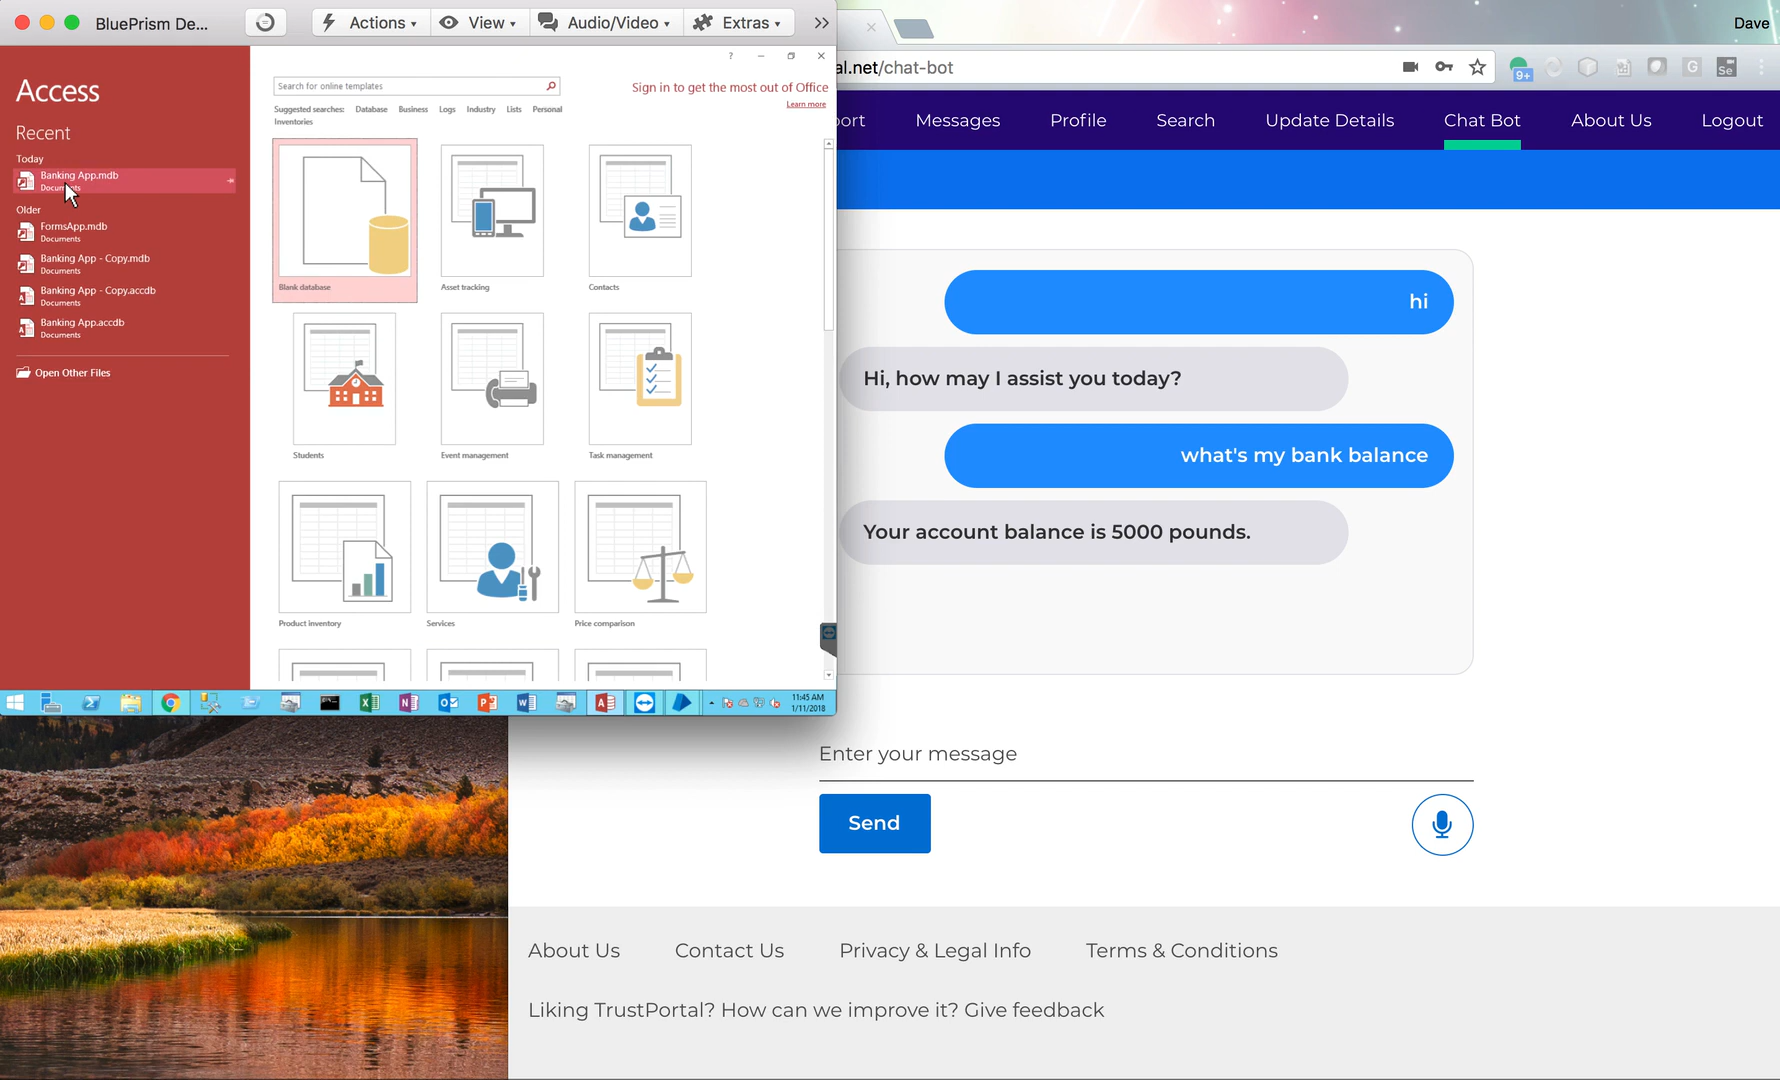 BluePrism De...
Actions
View
Audio/Video
Extras
Dave
al.net/chat-bot
9+
G
Se
Access
Recent
Today
Banking App.mdb
Documents
Older
FormsApp.mdb
Documents
Banking App - Copy.mdb
Documents
Banking App - Copy.accdb
Documents
Banking App.accdb
Documents
Open Other Files
Search for online templates
Suggested searches: Database Business Logs Industry Lists Personal
Inventories
Sign in to get the most out of Office
Learn more
Blank database
Asset tracking
Contacts
Students
Event management
Task management
Product inventory
Services
Price comparison
11:45 AM
1/11/2018
ort
Messages
Profile
Search
Update Details
Chat Bot
About Us
Logout
hi
Hi, how may I assist you today?
what's my bank balance
Your account balance is 5000 pounds.
Enter your message
Send
About Us
Contact Us
Privacy & Legal Info
Terms & Conditions
Liking TrustPortal? How can we improve it? Give feedback